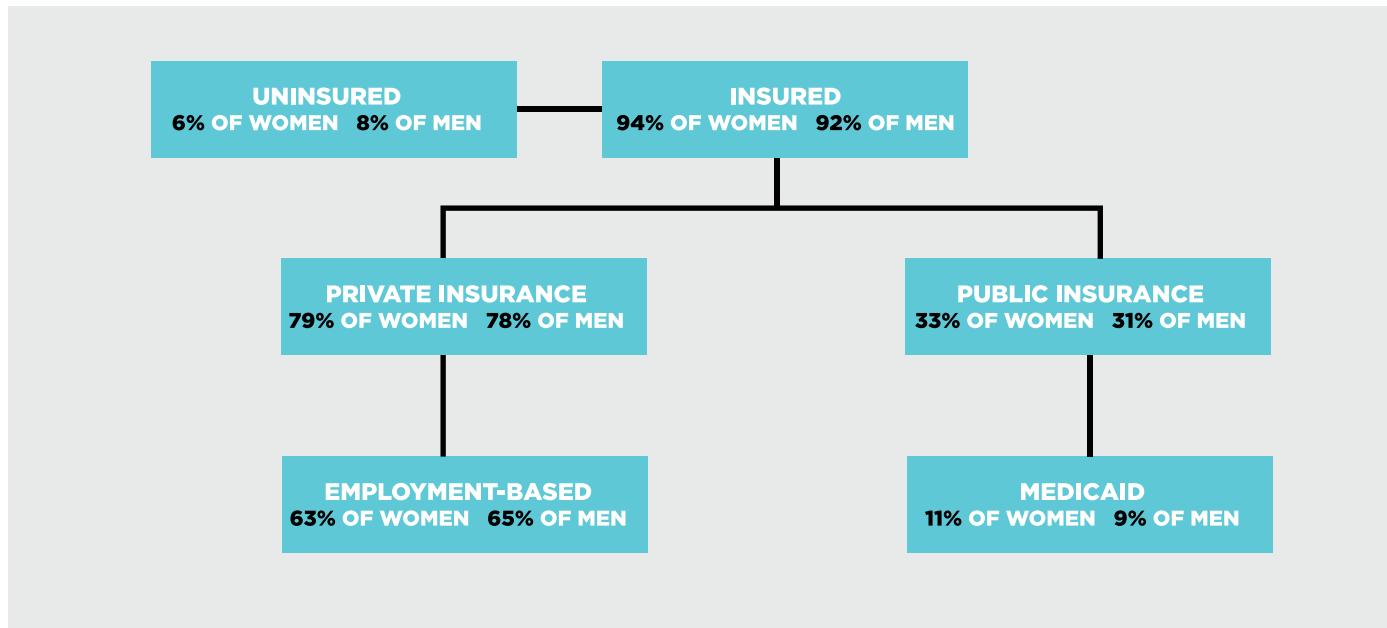 UNINSURED
6% OF WOMEN 8% OF MEN
INSURED
94% OF WOMEN 92% OF MEN
PRIVATE INSURANCE
79% OF WOMEN 78% OF MEN
PUBLIC INSURANCE
33% OF WOMEN 31% OF MEN
EMPLOYMENT-BASED
63% OF WOMEN 65% OF MEN
MEDICAID
11% OF WOMEN 9% OF MEN